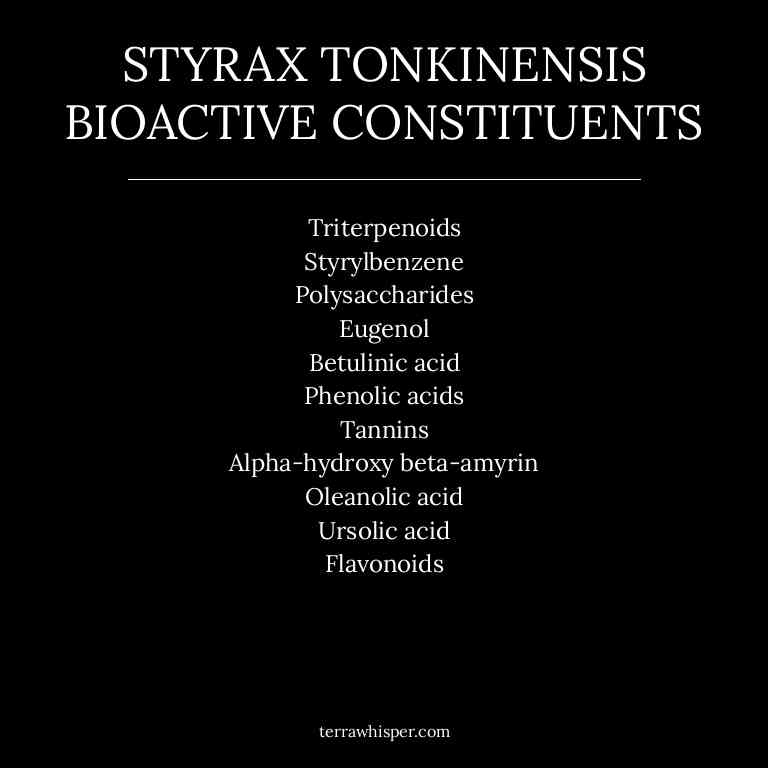 STYRAX TONKINENSIS
BIOACTIVE CONSTITUENTS
Triterpenoids
Styrylbenzene
Polysaccharides
Eugenol
Betulinic acid
Phenolic acids
Tannins
Alpha-hydroxy beta-amyrin
Oleanolic acid
Ursolic acid
Flavonoids
terrawhisper.com